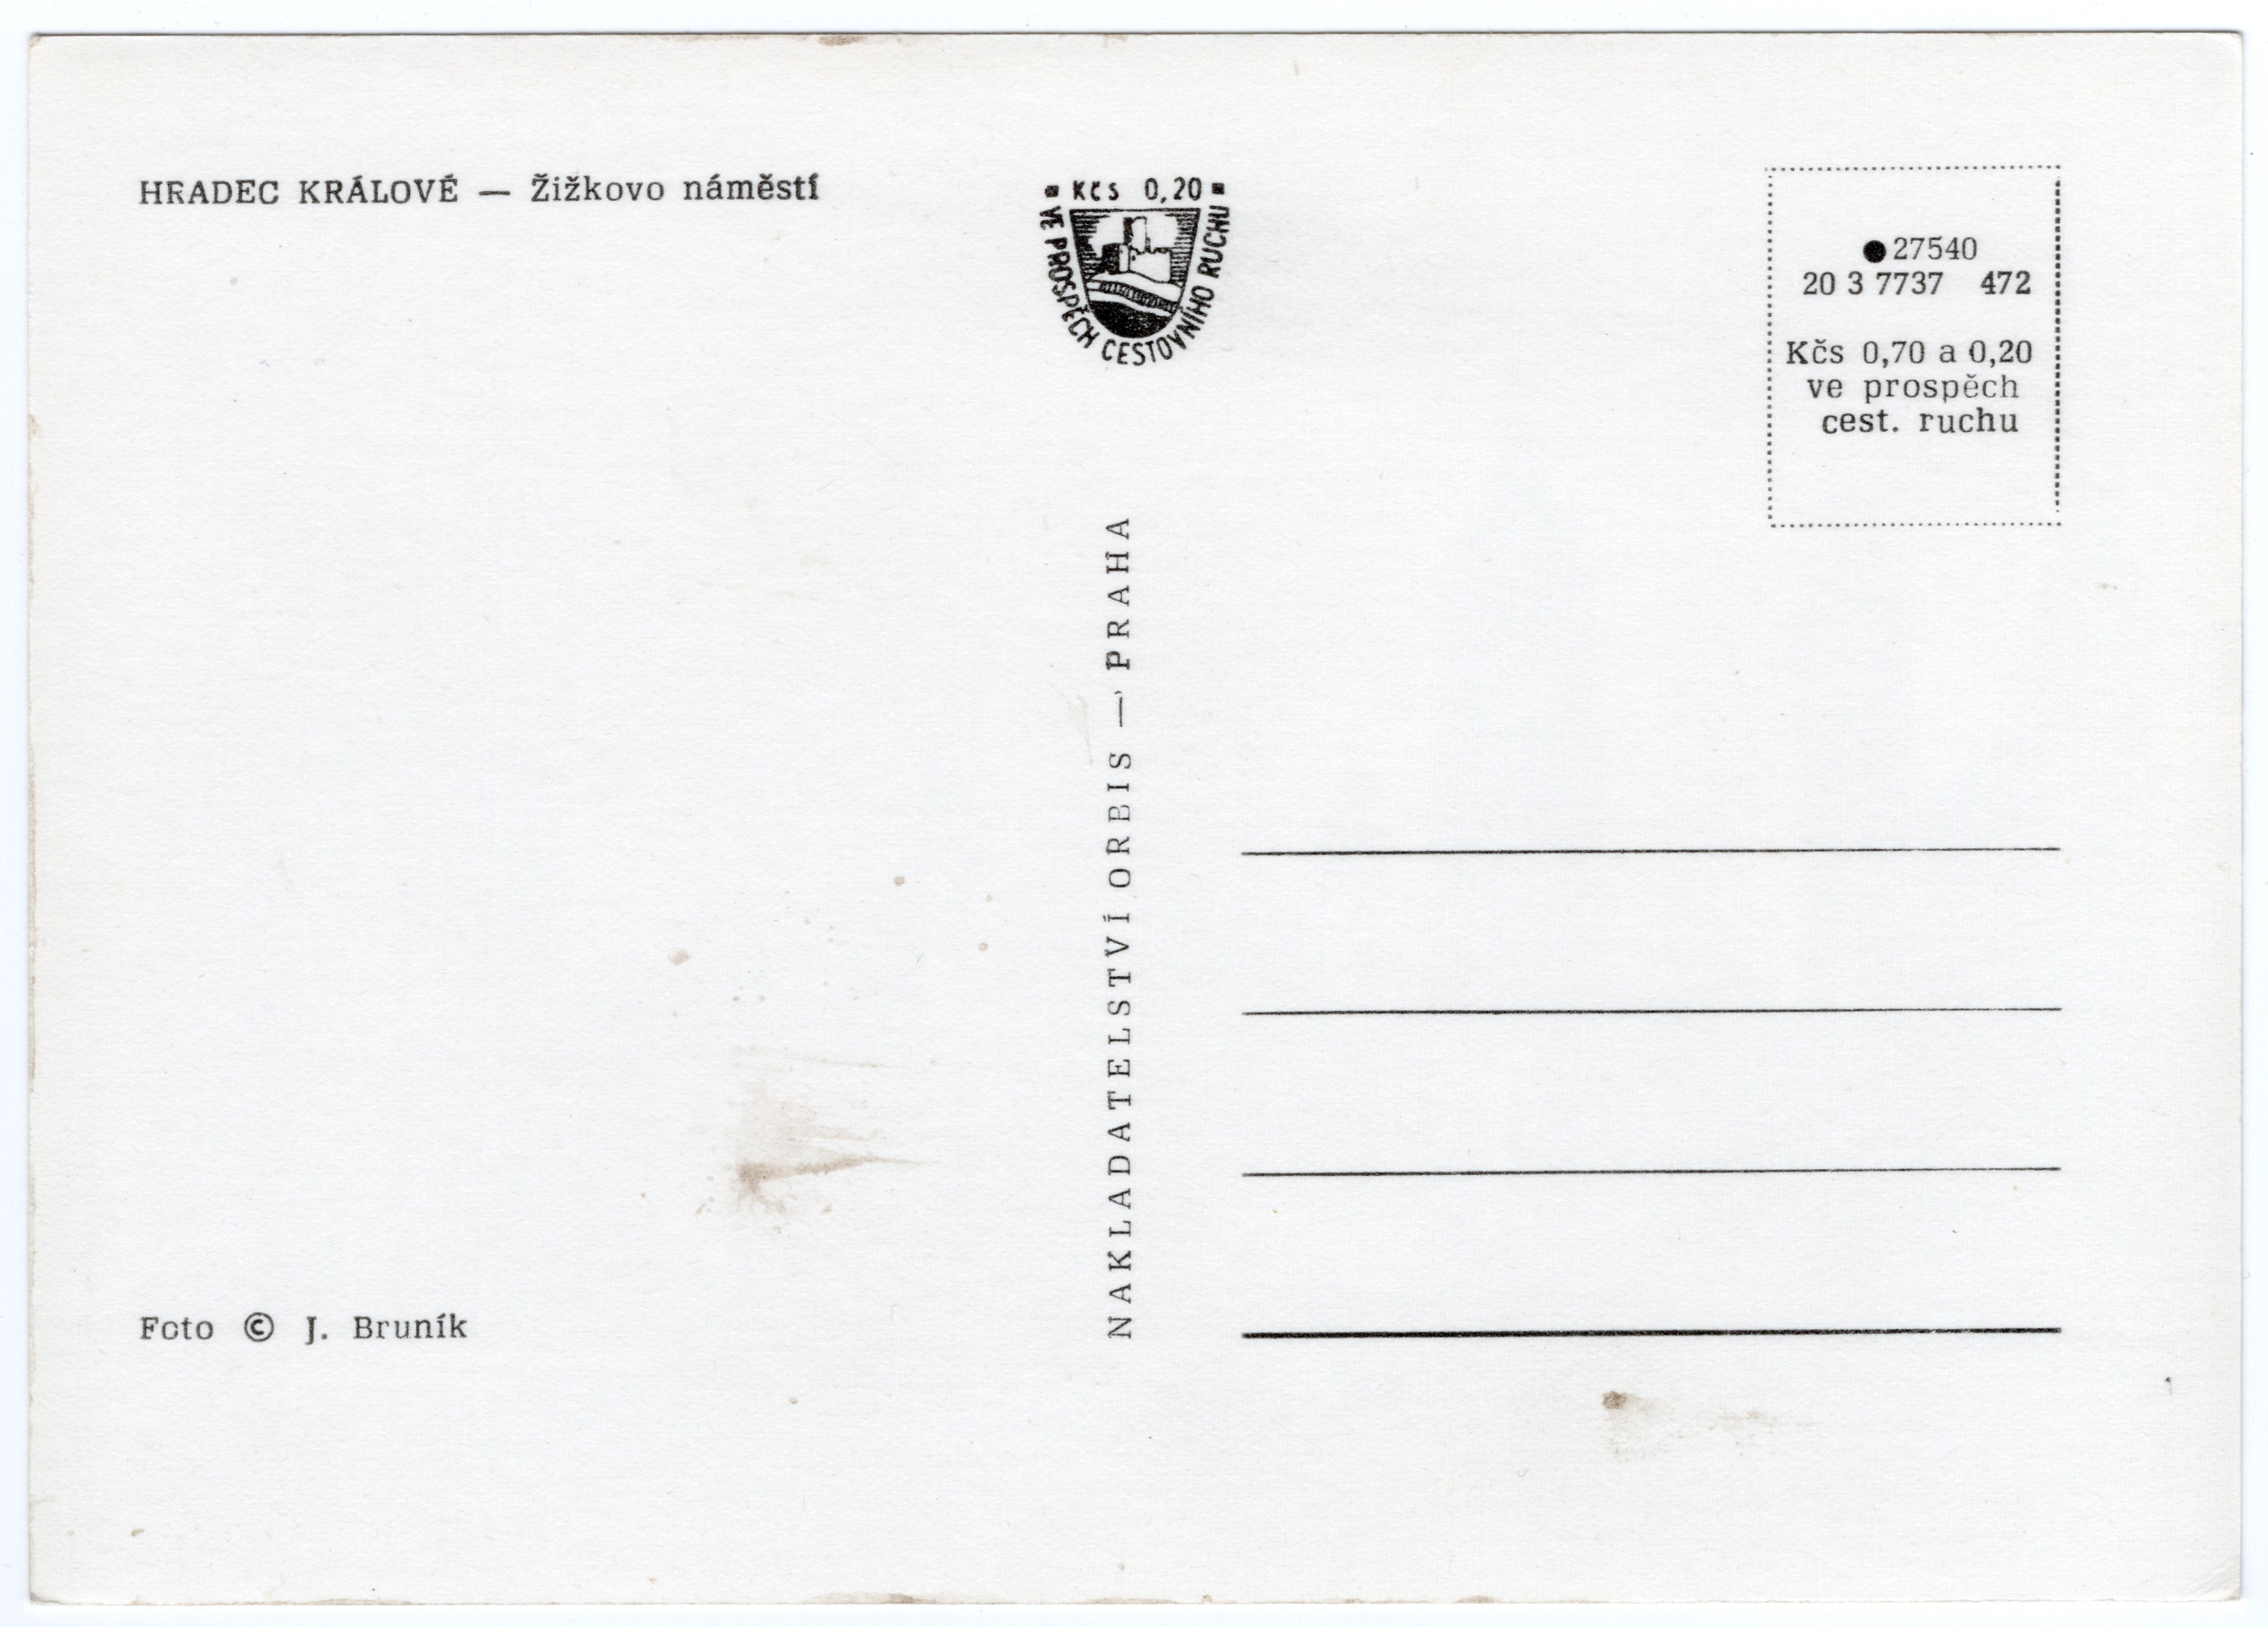 HRADEC KRÁLOVÉ — Žižkovo náměstí
Kčs 0,20
VE PROSPĚCH CESTOVNÍHO RUCHU
27540
20 3 7737 472
Kčs 0,70 a 0,20
ve prospěch
cest. ruchu
NAKLADATELSTVÍ ORBIS — PRAHA
Foto © J. Bruník